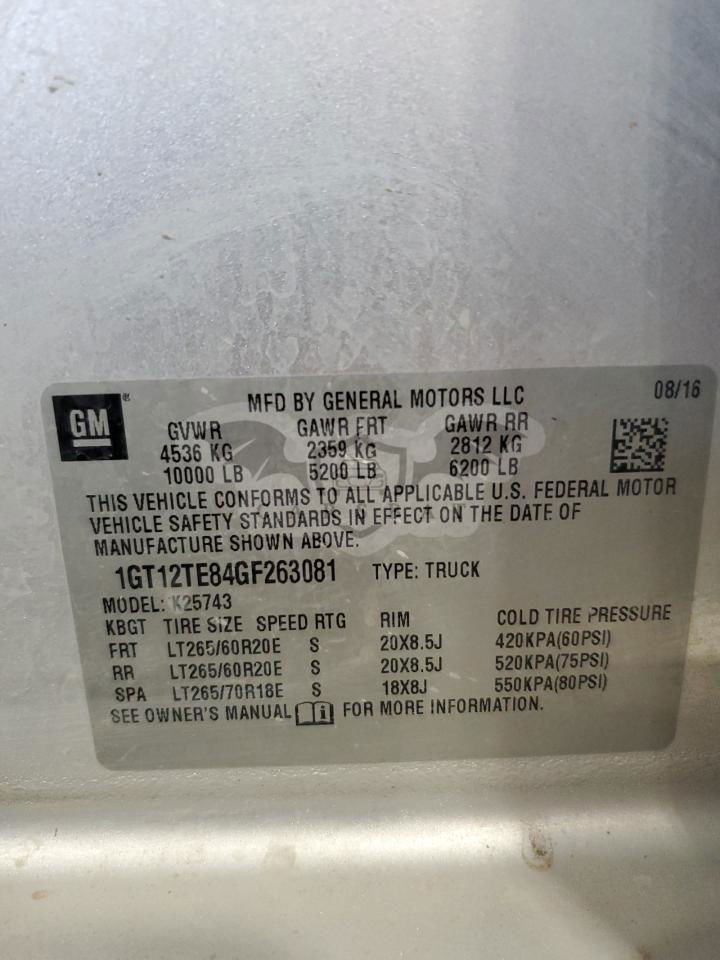 GM
MFD BY GENERAL MOTORS LLC 08/16
GVWR GAWR FRT GAWR RR
4536 KG 2359 KG 2812 KG
10000 LB 5200 LB 6200 LB
THIS VEHICLE CONFORMS TO ALL APPLICABLE U.S. FEDERAL MOTOR
VEHICLE SAFETY STANDARDS IN EFFECT ON THE DATE OF
MANUFACTURE SHOWN ABOVE.
1GT12TE84GF263081 TYPE: TRUCK
MODEL: K25743
KBGT TIRE SIZE SPEED RTG RIM COLD TIRE PRESSURE
FRT LT265/60R20E S 20X8.5J 420KPA(60PSI)
RR LT265/60R20E S 20X8.5J 520KPA(75PSI)
SPA LT265/70R18E S 18X8J 550KPA(80PSI)
SEE OWNER'S MANUAL FOR MORE INFORMATION.